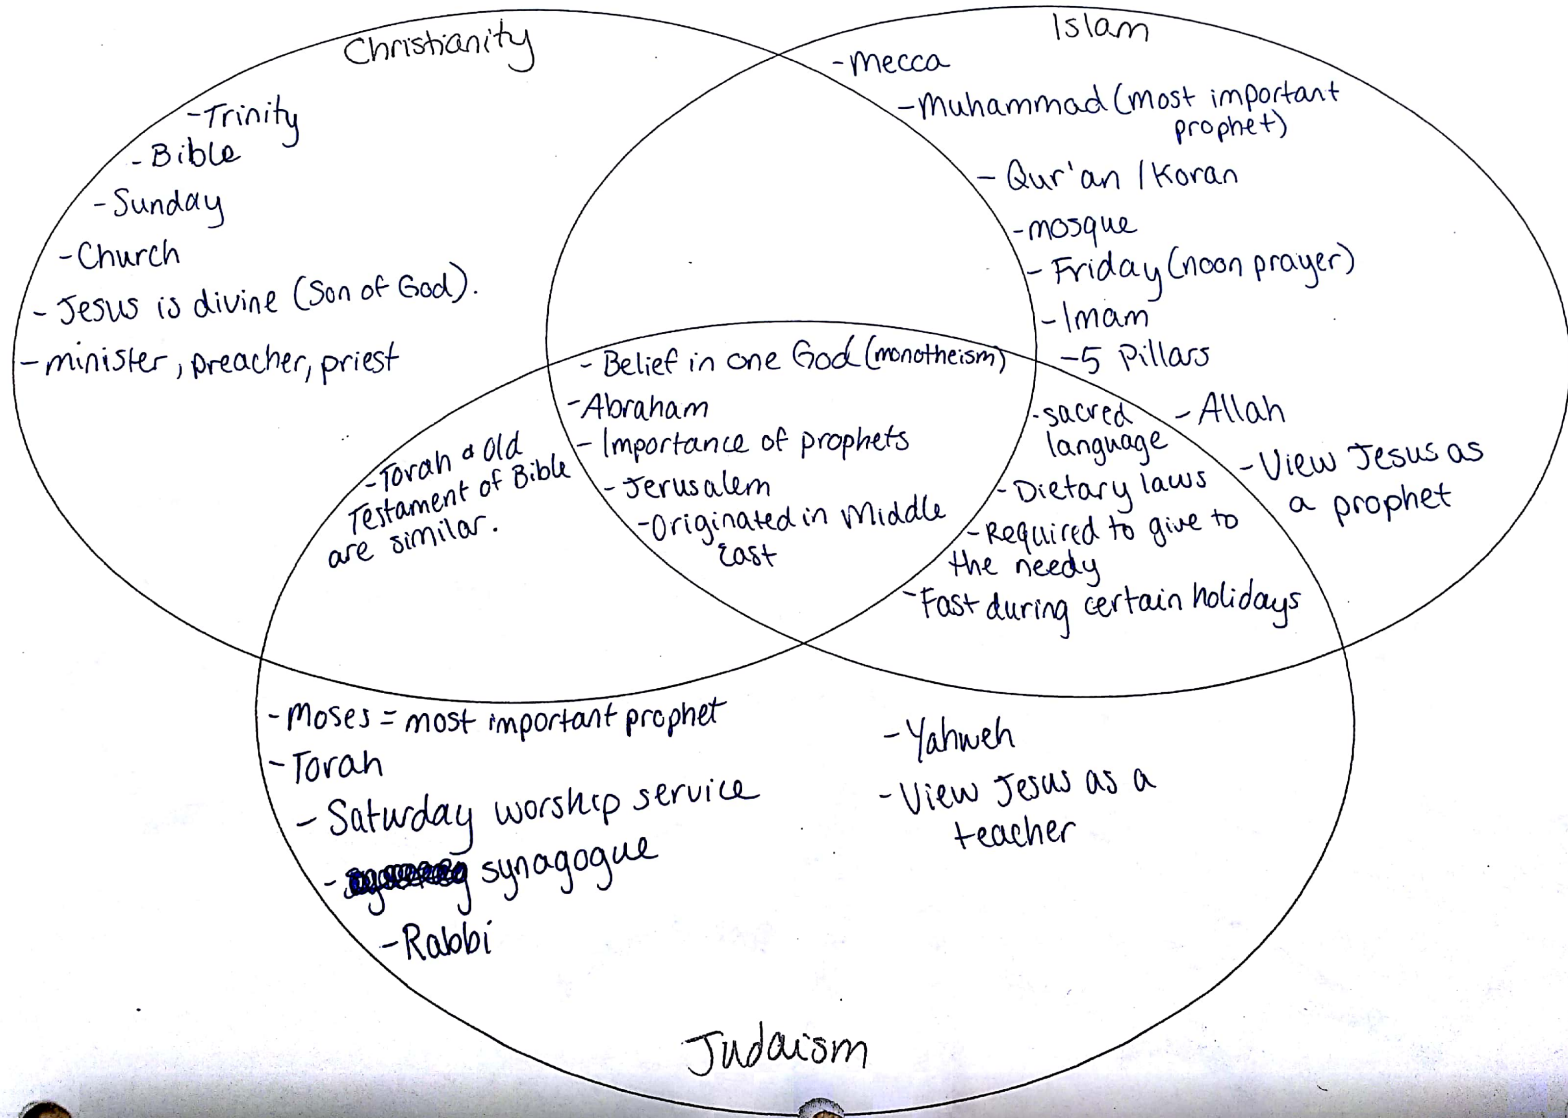 Christianity
- Trinity
- Bible
- Sunday
- Church
- Jesus is divine (Son of God).
- minister, preacher, priest
Islam
- Mecca
- Muhammad (most important
prophet)
- Qur'an / Koran
- mosque
- Friday (noon prayer)
- Imam
- 5 Pillars
- Allah
- View Jesus as
a prophet
- Belief in one God (monotheism)
- Abraham
- Importance of prophets
- Jerusalem
- Originated in Middle
East
- Torah & Old
Testament of Bible
are similar.
- sacred
language
- Dietary laws
- Required to give to
the needy
- Fast during certain holidays
- Moses = most important prophet
- Torah
- Saturday worship service
- synagogue
- Rabbi
- Yahweh
- View Jesus as a
teacher
Judaism